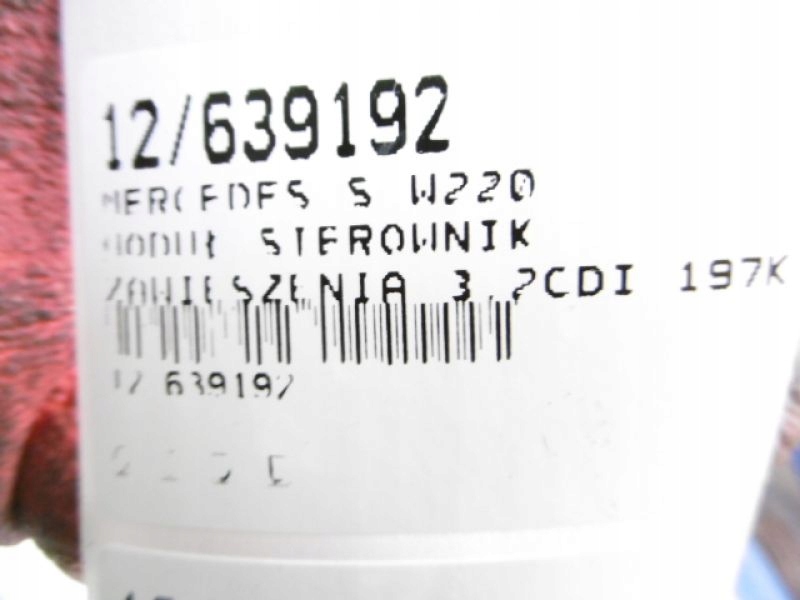 12/639192
MERCEDES S W220
MODUŁ STEROWNIK
ZAWIESZENIA 3.2CDI 197K
12 639192